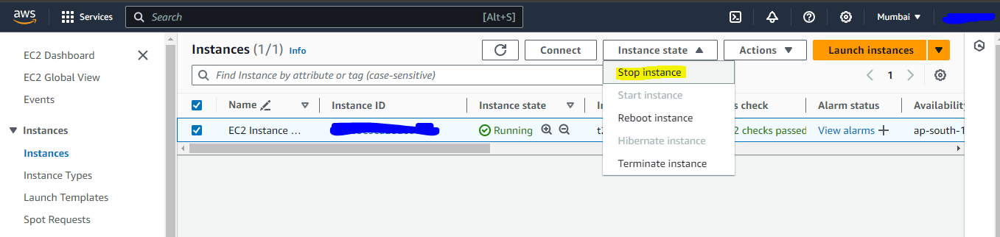 aws Services Search [Alt+S] Mumbai
EC2 Dashboard
EC2 Global View
Events
Instances
Instances
Instance Types
Launch Templates
Spot Requests
Instances (1/1) Info Connect Instance state Actions Launch instances
Find Instance by attribute or tag (case-sensitive) 1
Stop instance
Start instance
Reboot instance
Hibernate instance
Terminate instance
Name Instance ID Instance state check Alarm status Availability
EC2 Instance ... Running 2 checks passed View alarms + ap-south-1